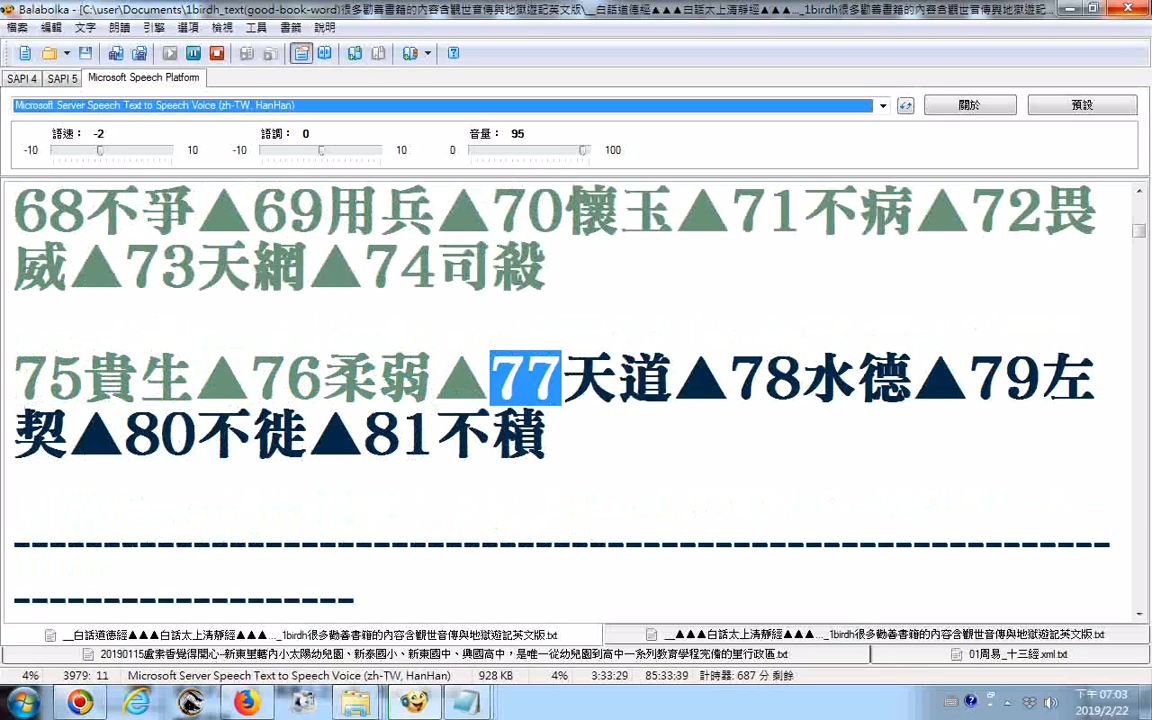 Balabolka - [C:\user\Documents\1birdh_text(good-book-word)很多勸善書籍的內容含觀世音傳與地獄遊記英文版\__白話道德經▲▲▲白話太上清靜經▲▲▲..._1birdh很多勸善書籍的內容含觀世音傳與地獄遊記...
檔案 編輯 文字 朗讀 引擎 選項 檢視 工具 書籤 說明
SAPI 4 SAPI 5 Microsoft Speech Platform
Microsoft Server Speech Text to Speech Voice (zh-TW, HanHan)
關於 預設
語速： -2 語調： 0 音量： 95
-10 10 -10 10 0 100
68不爭▲69用兵▲70懷玉▲71不病▲72畏
威▲73天網▲74司殺
75貴生▲76柔弱▲77天道▲78水德▲79左
契▲80不徙▲81不積
-------------------------------------------------------------
-------------------
__白話道德經▲▲▲白話太上清靜經▲▲▲..._1birdh很多勸善書籍的內容含觀世音傳與地獄遊記英文版.txt __▲▲▲白話太上清靜經▲▲▲..._1birdh很多勸善書籍的內容含觀世音傳與地獄遊記英文版.txt
20190115盧素香覺得開心--新東里轄內小太陽幼兒園、新泰國小、新東國中、興國高中，是唯一從幼兒園到高中一系列教育學程完備的里行政區.txt 01周易_十三經.xml.txt
4% 3979: 11 Microsoft Server Speech Text to Speech Voice (zh-TW, HanHan) 928 KB 4% 3:33:29 85:33:39 計時器: 687 分 剩餘
下午 07:03
2019/2/22